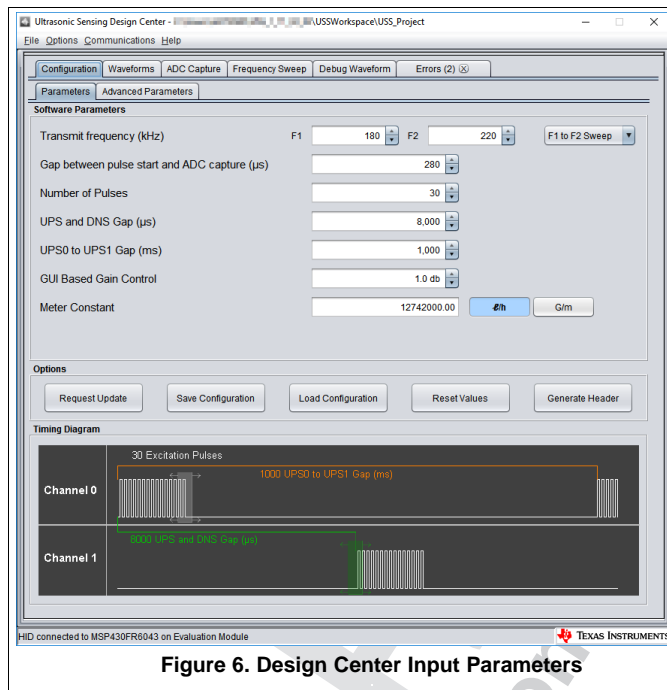 Ultrasonic Sensing Design Center - \USSWorkspace\USS_Project
File Options Communications Help
Configuration Waveforms ADC Capture Frequency Sweep Debug Waveform Errors (2)
Parameters Advanced Parameters
Software Parameters
Transmit frequency (kHz) F1 180 F2 220 F1 to F2 Sweep
Gap between pulse start and ADC capture (µs) 280
Number of Pulses 30
UPS and DNS Gap (µs) 8,000
UPS0 to UPS1 Gap (ms) 1,000
GUI Based Gain Control 1.0 db
Meter Constant 12742000.00 ℓ/h G/m
Options
Request Update Save Configuration Load Configuration Reset Values Generate Header
Timing Diagram
30 Excitation Pulses
1000 UPS0 to UPS1 Gap (ms)
Channel 0
8000 UPS and DNS Gap (µs)
Channel 1
HID connected to MSP430FR6043 on Evaluation Module TEXAS INSTRUMENTS
Figure 6. Design Center Input Parameters